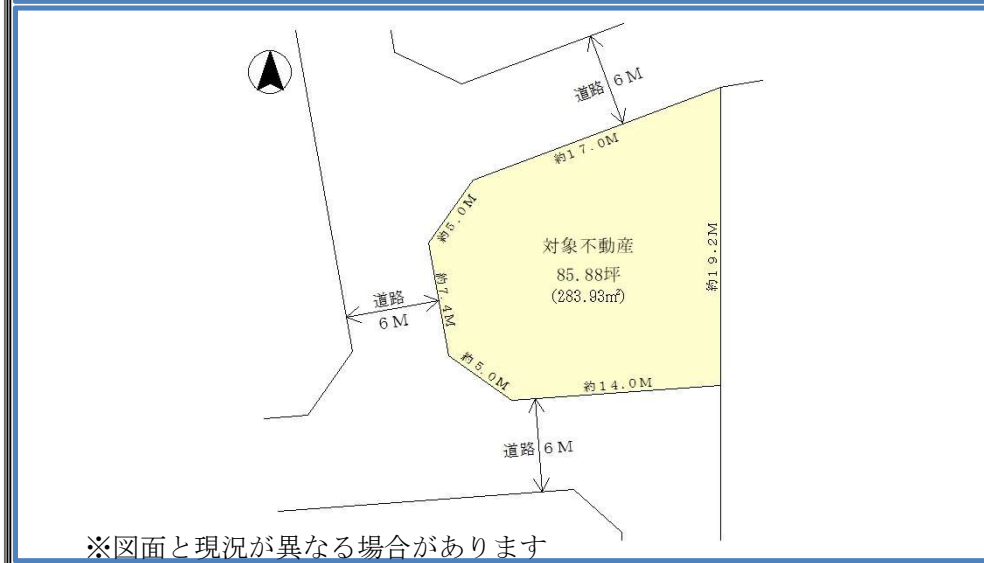 道路 6M
約17.0M
約5.0M
約19.2M
対象不動産
85.88坪
(283.93㎡)
約7.4M
道路
6M
約5.0M
約14.0M
道路 6M
※図面と現況が異なる場合があります